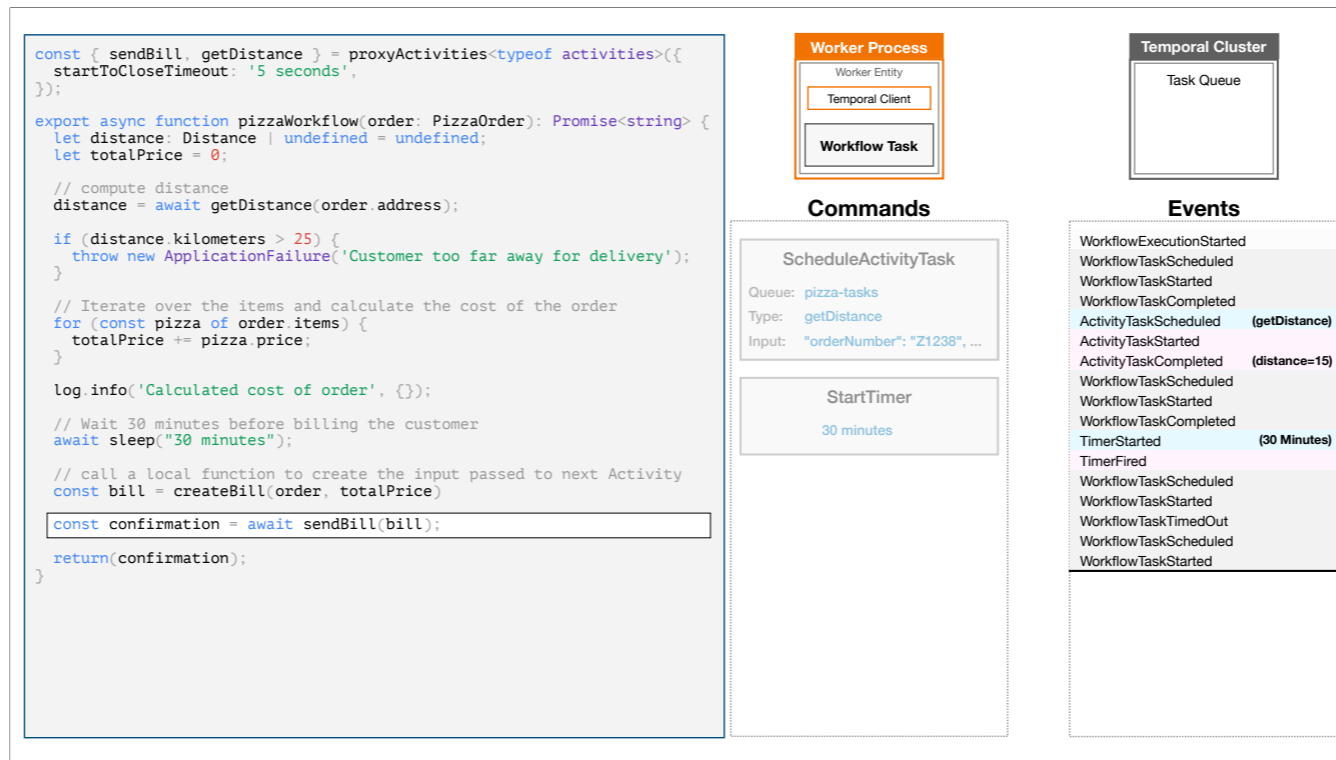 const { sendBill, getDistance } = proxyActivities<typeof activities>({
  startToCloseTimeout: '5 seconds',
});
export async function pizzaWorkflow(order: PizzaOrder): Promise<string> {
  let distance: Distance | undefined = undefined;
  let totalPrice = 0;
  // compute distance
  distance = await getDistance(order.address);
  if (distance.kilometers > 25) {
    throw new ApplicationFailure('Customer too far away for delivery');
  }
  // Iterate over the items and calculate the cost of the order
  for (const pizza of order.items) {
    totalPrice += pizza.price;
  }
  log.info('Calculated cost of order', {});
  // Wait 30 minutes before billing the customer
  await sleep("30 minutes");
  // call a local function to create the input passed to next Activity
  const bill = createBill(order, totalPrice)
  const confirmation = await sendBill(bill);
  return(confirmation);
}
Worker Process
Worker Entity
Temporal Client
Workflow Task
Commands
ScheduleActivityTask
Queue: pizza-tasks
Type: getDistance
Input: "orderNumber": "Z1238", ...
StartTimer
30 minutes
Temporal Cluster
Task Queue
Events
WorkflowExecutionStarted
WorkflowTaskScheduled
WorkflowTaskStarted
WorkflowTaskCompleted
ActivityTaskScheduled (getDistance)
ActivityTaskStarted
ActivityTaskCompleted (distance=15)
WorkflowTaskScheduled
WorkflowTaskStarted
WorkflowTaskCompleted
TimerStarted (30 Minutes)
TimerFired
WorkflowTaskScheduled
WorkflowTaskStarted
WorkflowTaskTimedOut
WorkflowTaskScheduled
WorkflowTaskStarted